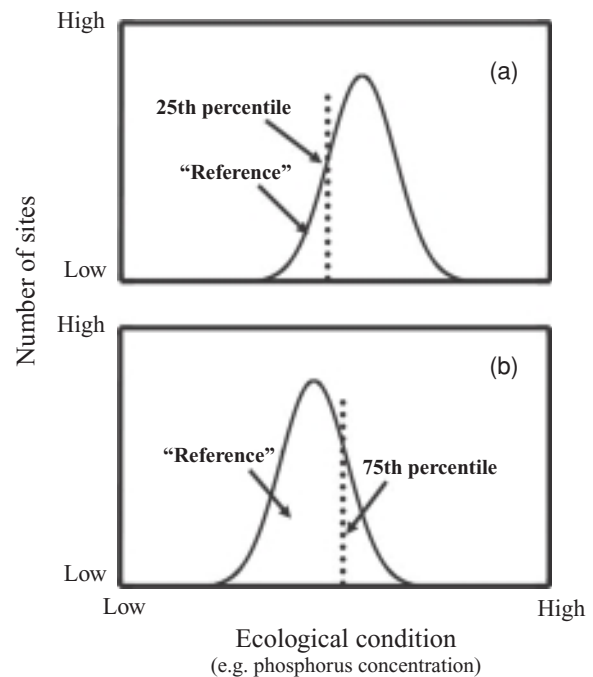 High
(a)
25th percentile
“Reference”
Low
Number of sites
High
(b)
“Reference”
75th percentile
Low
Low
High
Ecological condition
(e.g. phosphorus concentration)